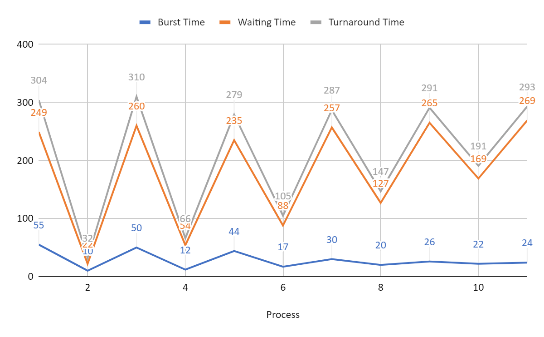 Burst Time Waiting Time Turnaround Time
400
300
200
100
0
304 310 279 287 291 293
249 260 235 257 265 269
32 66 105 147 191
22 54 88 127 169
55 10 50 12 44 17 30 20 26 22 24
2 4 6 8 10
Process